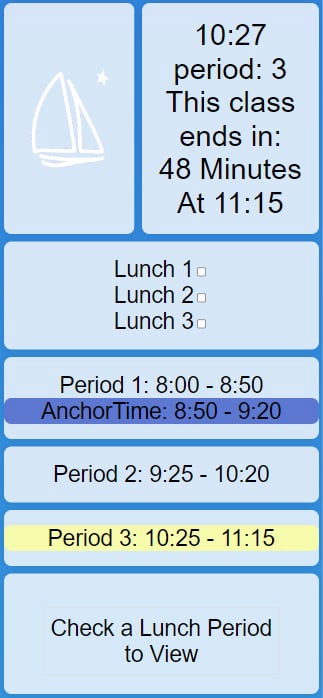 10:27
period: 3
This class
ends in:
48 Minutes
At 11:15
Lunch 1
Lunch 2
Lunch 3
Period 1: 8:00 - 8:50
AnchorTime: 8:50 - 9:20
Period 2: 9:25 - 10:20
Period 3: 10:25 - 11:15
Check a Lunch Period
to View